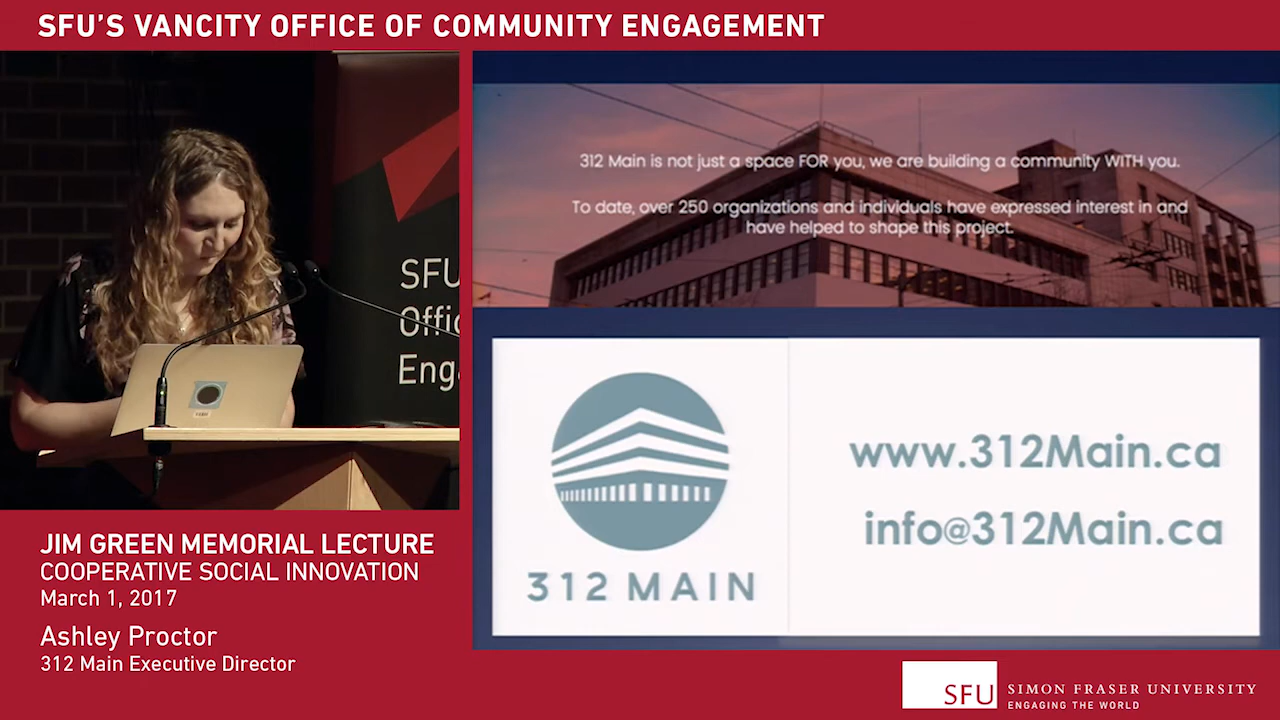 SFU'S VANCITY OFFICE OF COMMUNITY ENGAGEMENT
SFU
Offic
Eng
312 Main is not just a space FOR you, we are building a community WITH you.
To date, over 250 organizations and individuals have expressed interest in and
have helped to shape this project.
312 MAIN
www.312Main.ca
info@312Main.ca
JIM GREEN MEMORIAL LECTURE
COOPERATIVE SOCIAL INNOVATION
March 1, 2017
Ashley Proctor
312 Main Executive Director
SFU
SIMON FRASER UNIVERSITY
ENGAGING THE WORLD